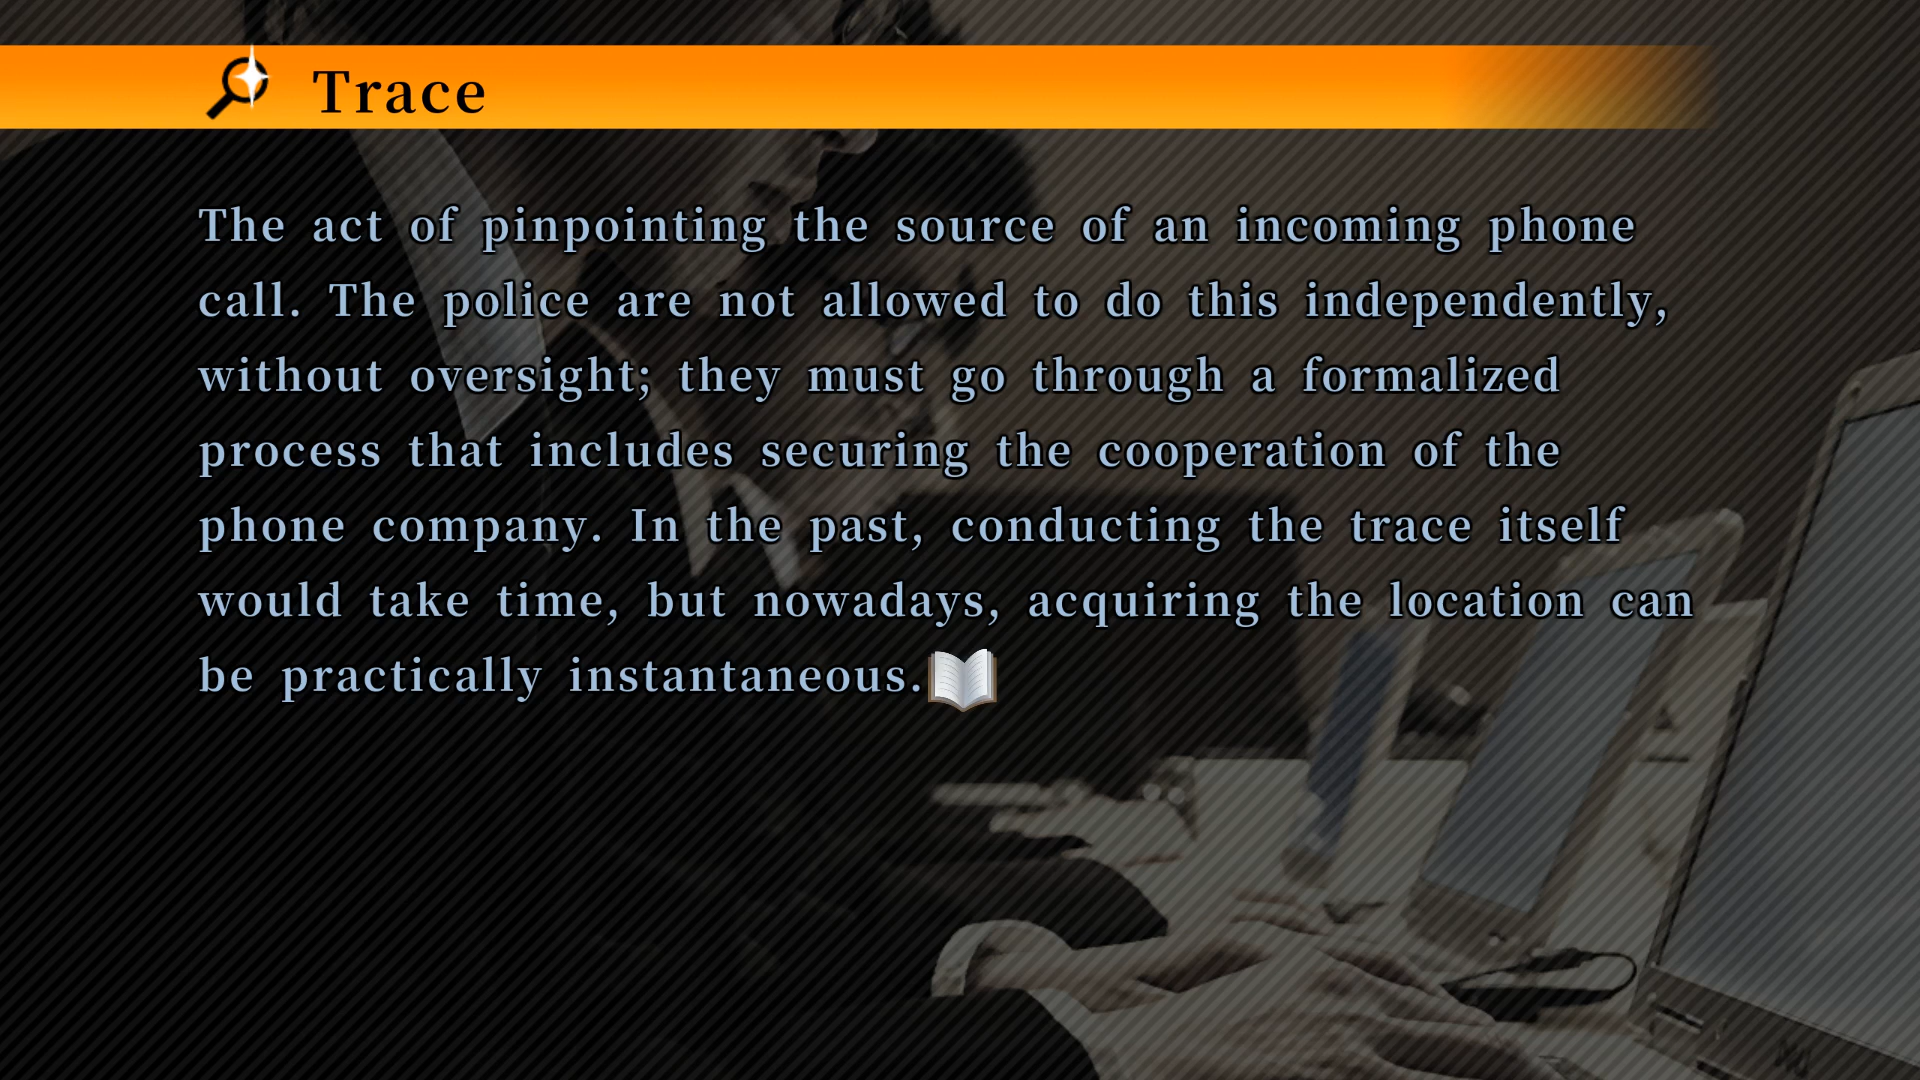 Trace
The act of pinpointing the source of an incoming phone
call. The police are not allowed to do this independently,
without oversight; they must go through a formalized
process that includes securing the cooperation of the
phone company. In the past, conducting the trace itself
would take time, but nowadays, acquiring the location can
be practically instantaneous.